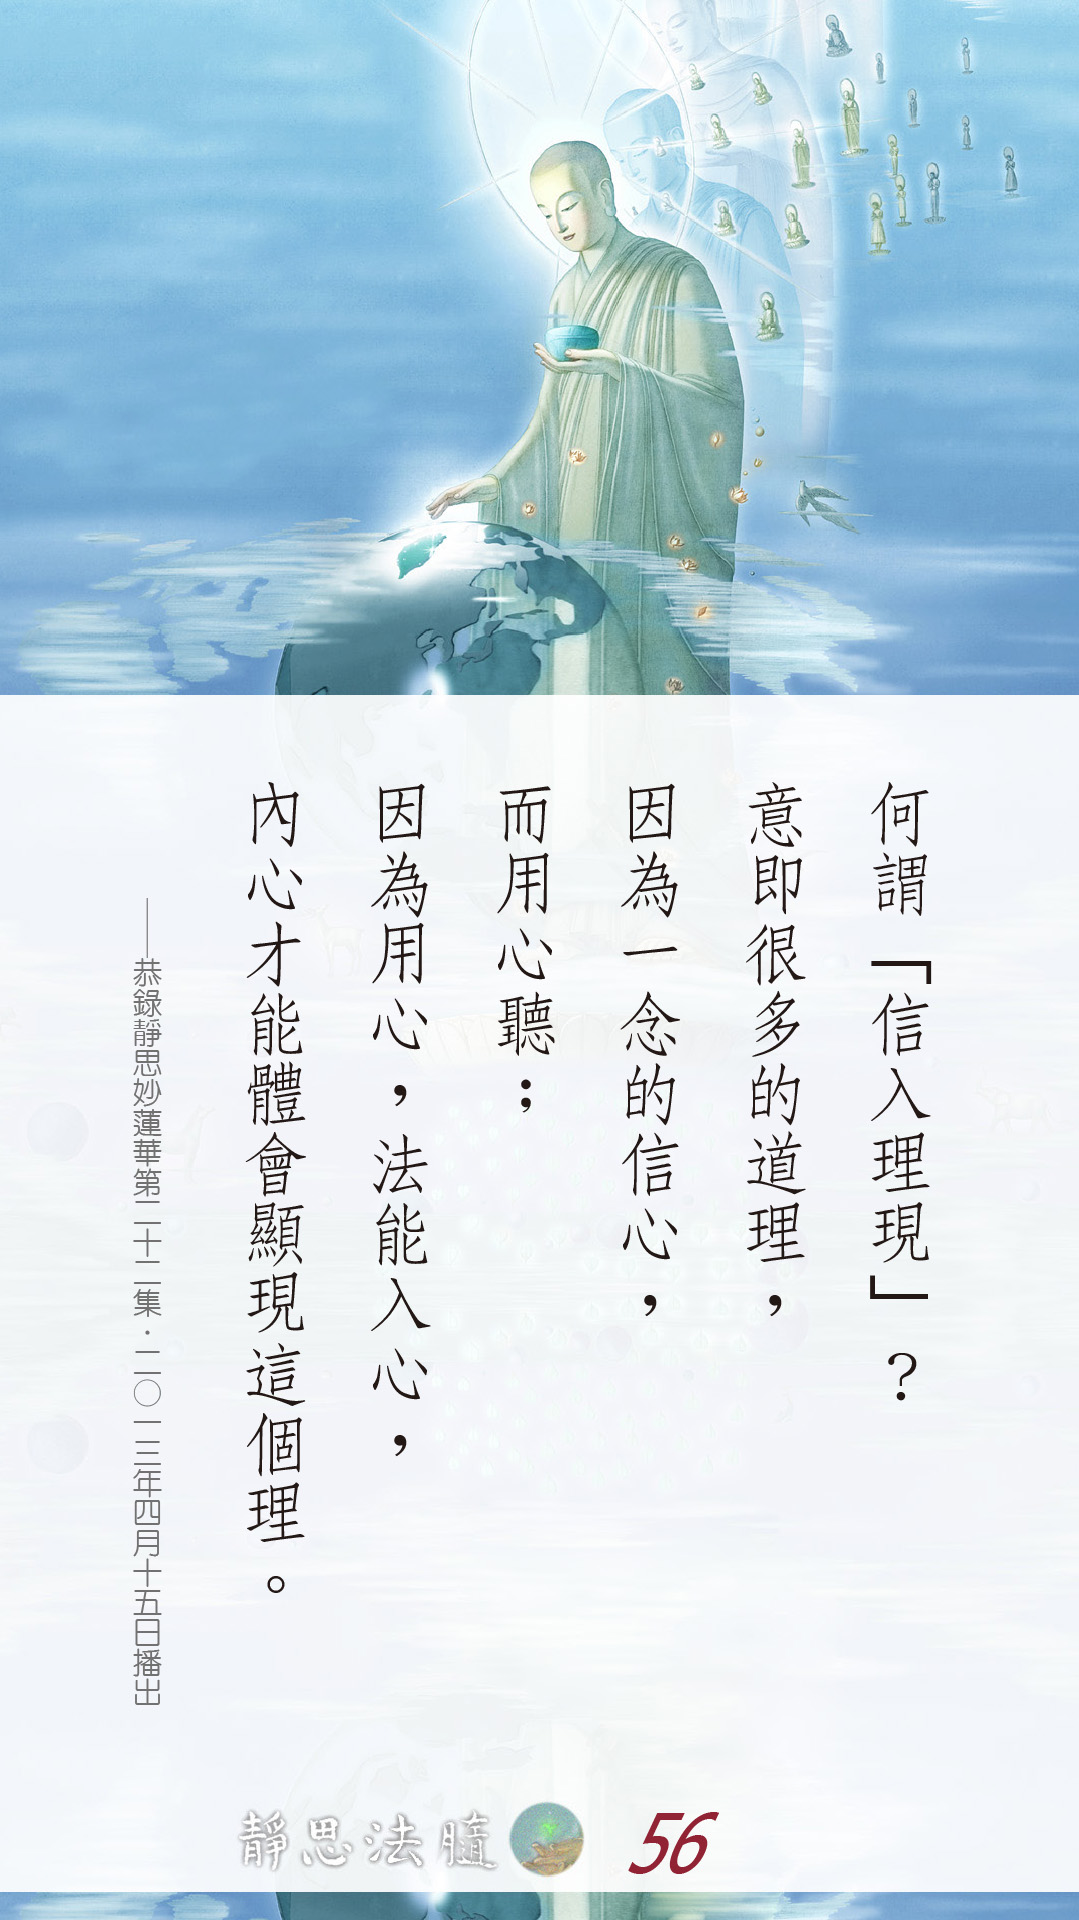 何謂「信入理現」？
意即很多的道理，
因為一念的信心，
而用心聽；
因為用心，法能入心，
內心才能體會顯現這個理。
——恭錄靜思妙蓮華第二十二集．二〇一三年四月十五日播出
靜思法髓
56